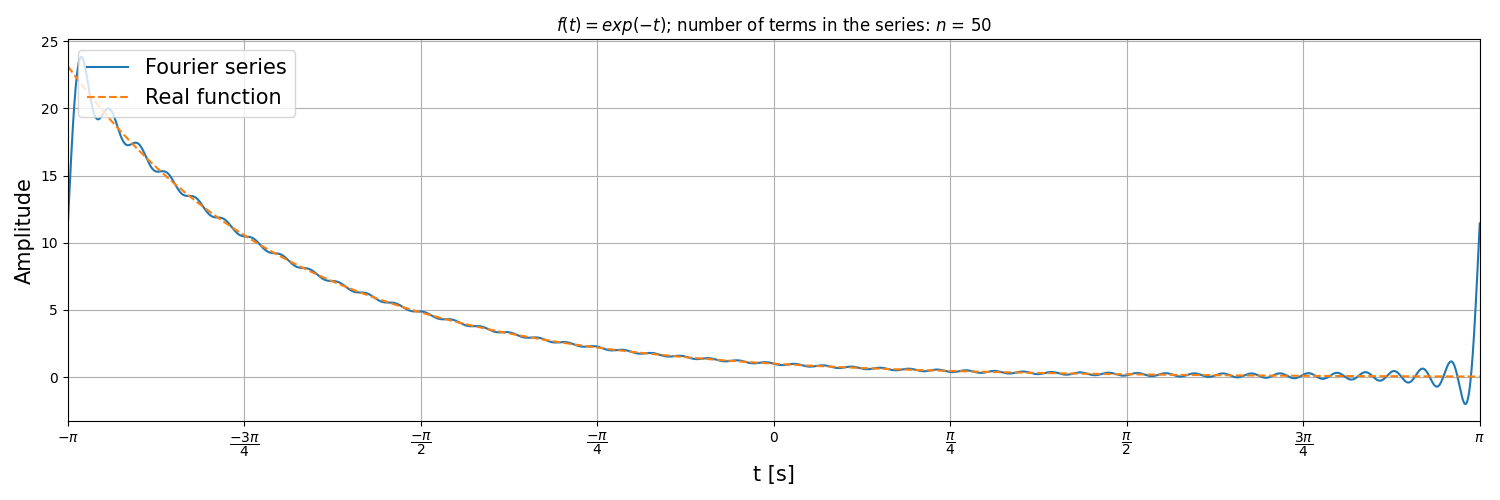 f(t) = exp(−t); number of terms in the series: n = 50
25
20
15
10
5
0
Amplitude
Fourier series
Real function
−π
−3π/4
−π/2
−π/4
0
π/4
π/2
3π/4
π
t [s]